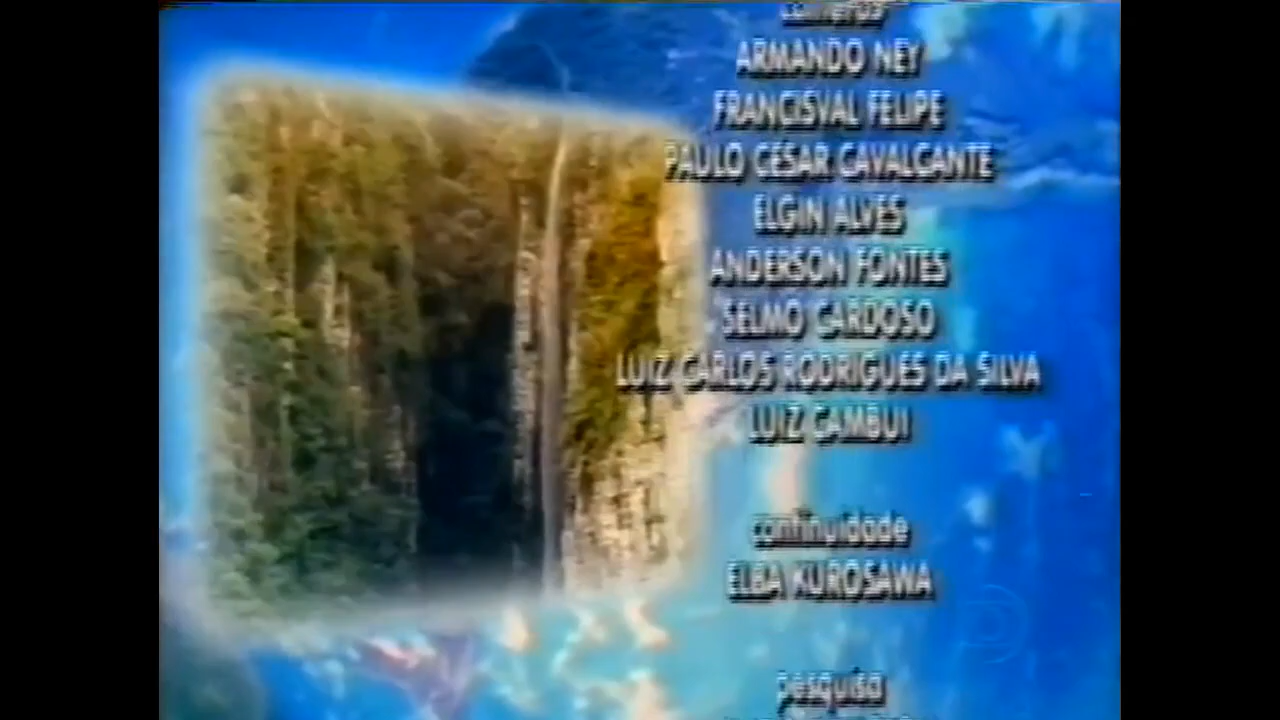 ARMANDO NEY
FRANCISVAL FELIPE
PAULO CÉSAR CAVALCANTE
ELGIN ALVES
ANDERSON FONTES
SELMO CARDOSO
LUIZ CARLOS RODRIGUES DA SILVA
LUIZ CAMBUI
continuidade
ELBA KUROSAWA
pesquisa